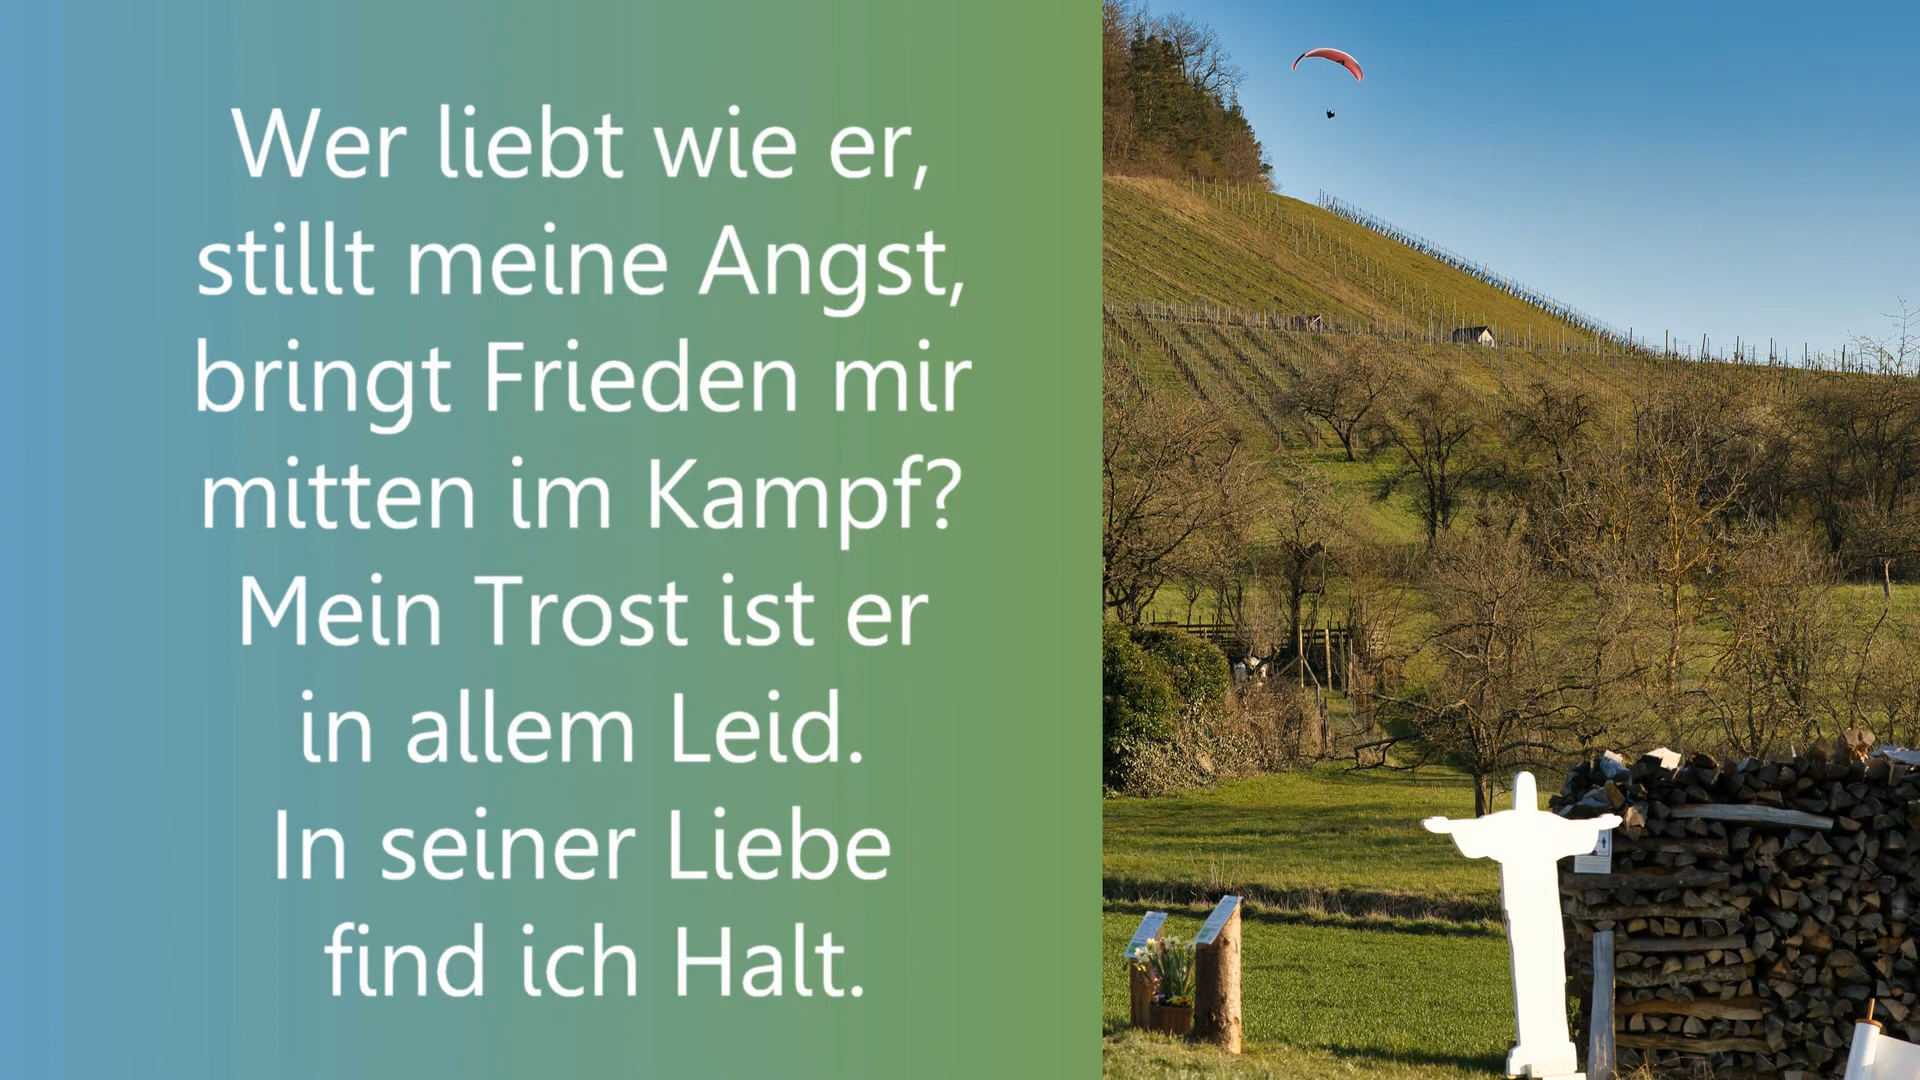 Wer liebt wie er,
stillt meine Angst,
bringt Frieden mir
mitten im Kampf?
Mein Trost ist er
in allem Leid.
In seiner Liebe
find ich Halt.